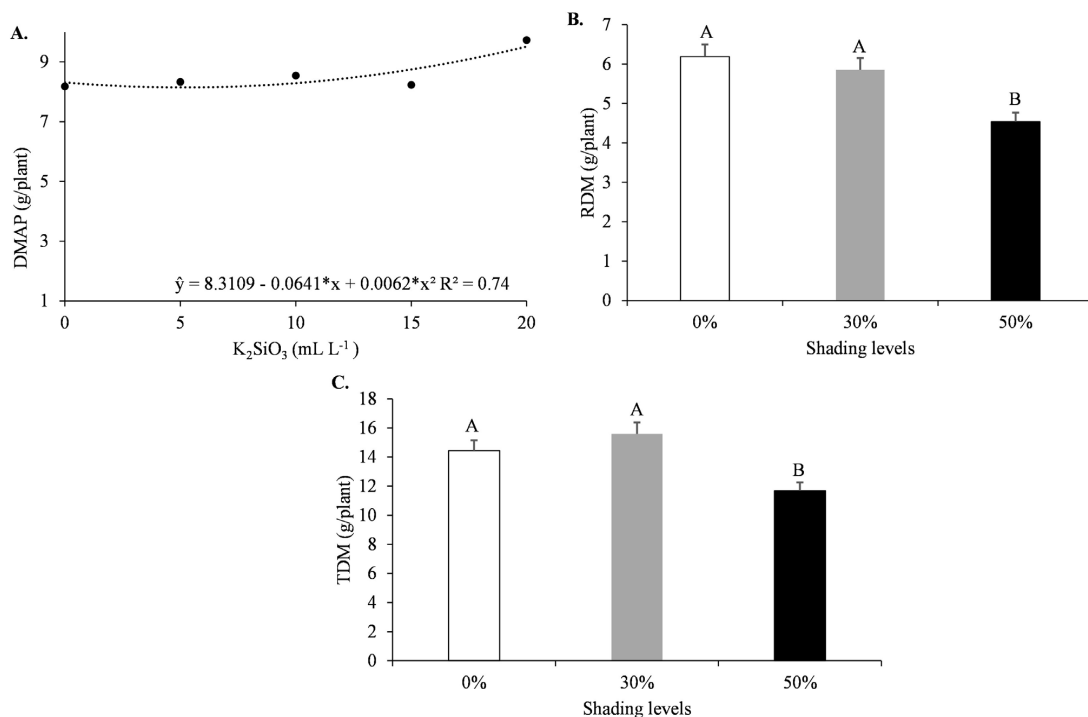 A.
9
7
5
3
1
DMAP (g/plant)
ŷ = 8.3109 - 0.0641*x + 0.0062*x² R² = 0.74
0 5 10 15 20
K₂SiO₃ (mL L⁻¹ )
B.
7
6
5
4
3
2
1
0
RDM (g/plant)
A
A
B
0% 30% 50%
Shading levels
C.
18
16
14
12
10
8
6
4
2
0
TDM (g/plant)
A
A
B
0% 30% 50%
Shading levels